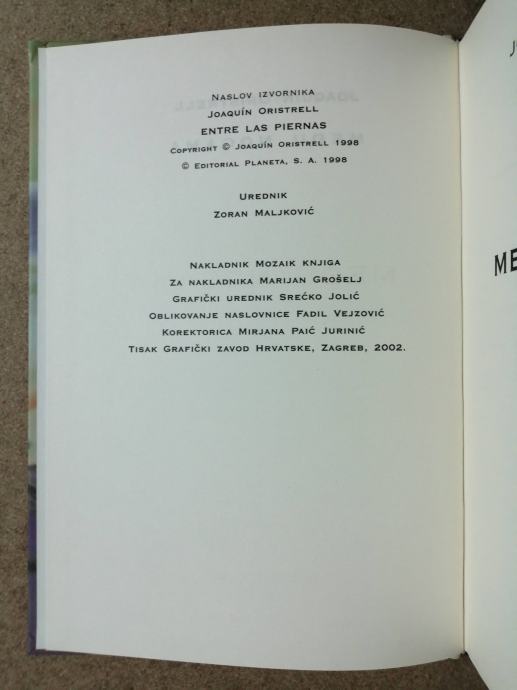 NASLOV IZVORNIKA
JOAQUÍN ORISTRELL
ENTRE LAS PIERNAS
COPYRIGHT © JOAQUÍN ORISTRELL 1998
© EDITORIAL PLANETA, S. A. 1998
UREDNIK
ZORAN MALJKOVIĆ
NAKLADNIK MOZAIK KNJIGA
ZA NAKLADNIKA MARIJAN GROŠELJ
GRAFIČKI UREDNIK SREĆKO JOLIĆ
OBLIKOVANJE NASLOVNICE FADIL VEJZOVIĆ
KOREKTORICA MIRJANA PAIĆ JURINIĆ
TISAK GRAFIČKI ZAVOD HRVATSKE, ZAGREB, 2002.